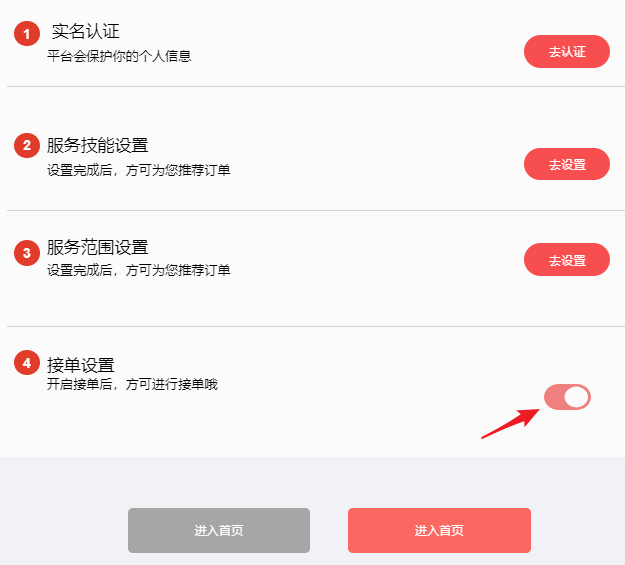 1 实名认证
平台会保护你的个人信息
去认证
2 服务技能设置
设置完成后，方可为您推荐订单
去设置
3 服务范围设置
设置完成后，方可为您推荐订单
去设置
4 接单设置
开启接单后，方可进行接单哦
进入首页 进入首页